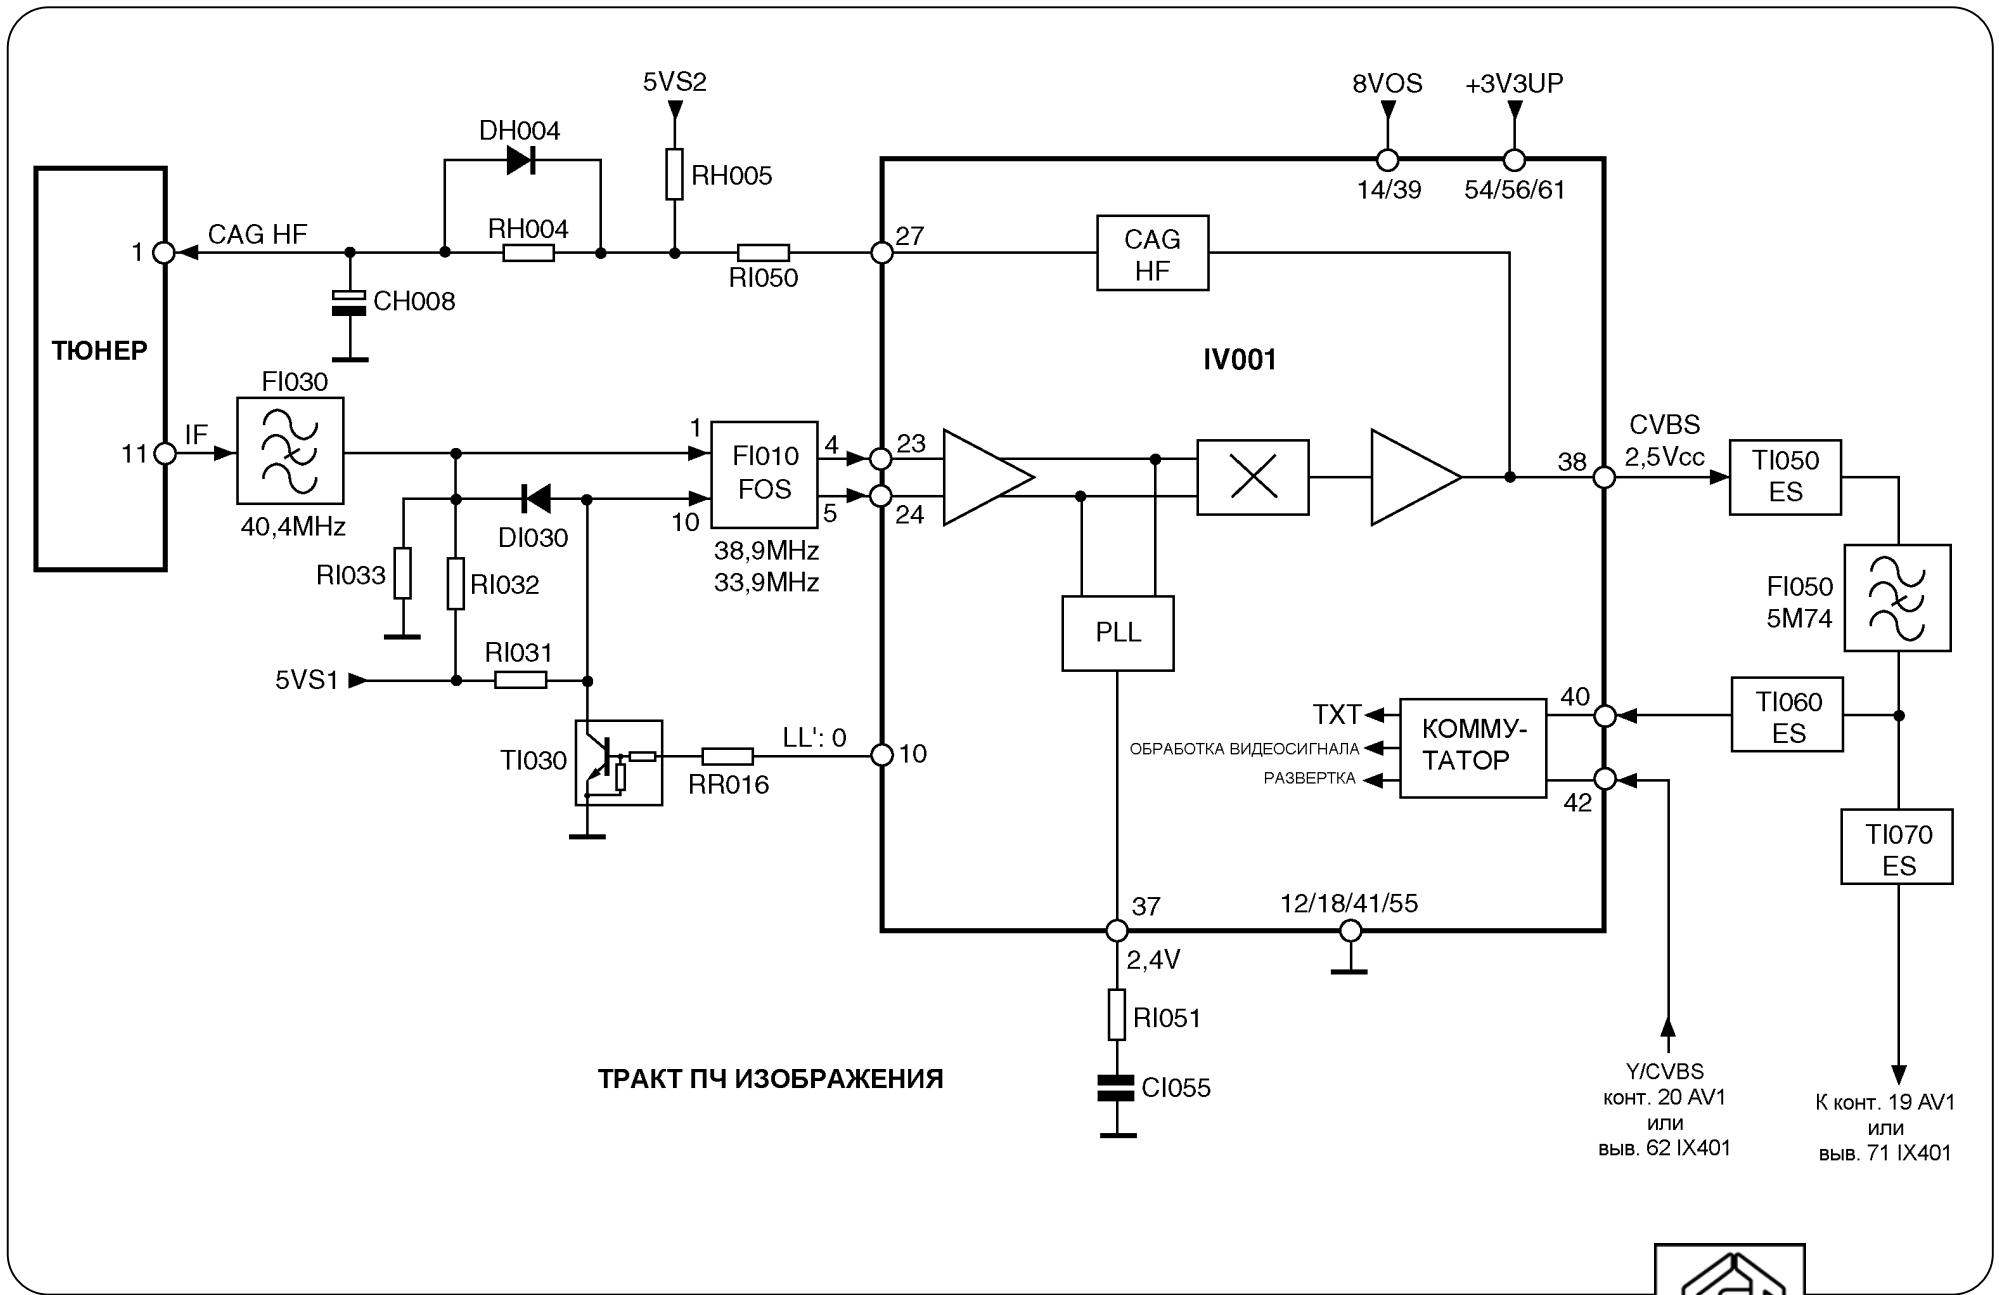 5VS2
8VOS
+3V3UP
DH004
RH005
14/39
54/56/61
1
CAG HF
RH004
RI050
27
CAG
HF
CH008
ТЮНЕР
IV001
FI030
11
IF
40,4MHz
1
10
FI010
FOS
4
5
38,9MHz
33,9MHz
23
24
38
CVBS
2,5Vcc
TI050
ES
DI030
RI033
RI032
PLL
FI050
5M74
RI031
5VS1
TI030
RR016
LL': 0
10
TXT
ОБРАБОТКА ВИДЕОСИГНАЛА
РАЗВЕРТКА
КОММУ-
ТАТОР
40
42
TI060
ES
TI070
ES
37
2,4V
12/18/41/55
RI051
CI055
ТРАКТ ПЧ ИЗОБРАЖЕНИЯ
Y/CVBS
конт. 20 AV1
или
выв. 62 IX401
К конт. 19 AV1
или
выв. 71 IX401